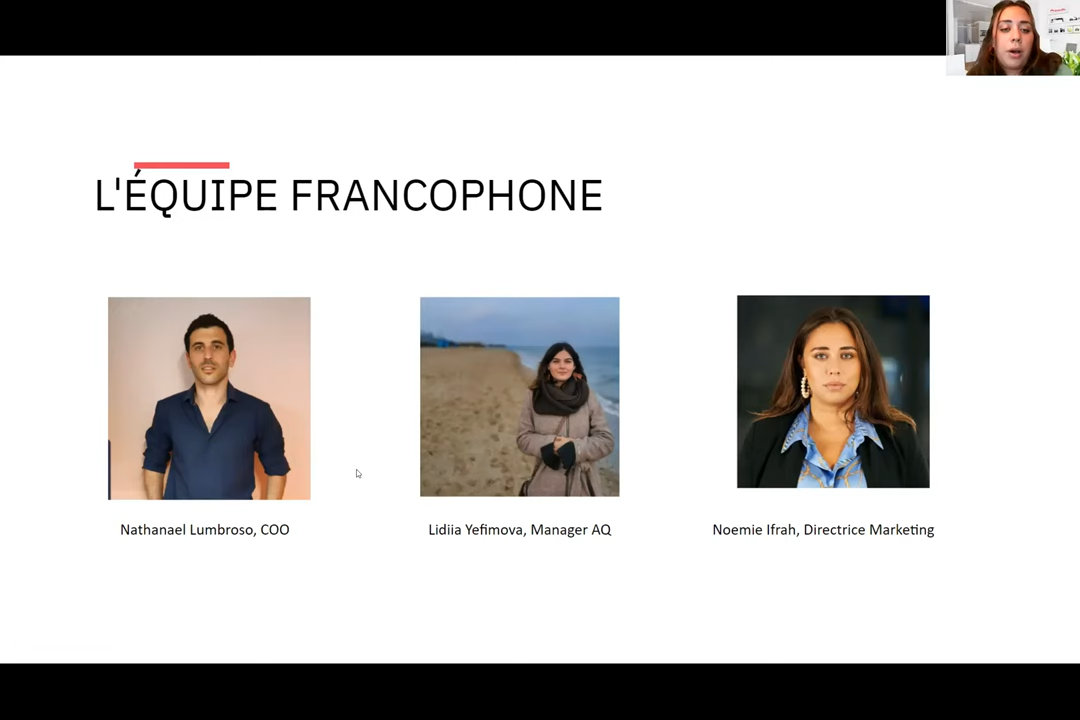 L'ÉQUIPE FRANCOPHONE
Nathanael Lumbroso, COO
Lidiia Yefimova, Manager AQ
Noemie Ifrah, Directrice Marketing